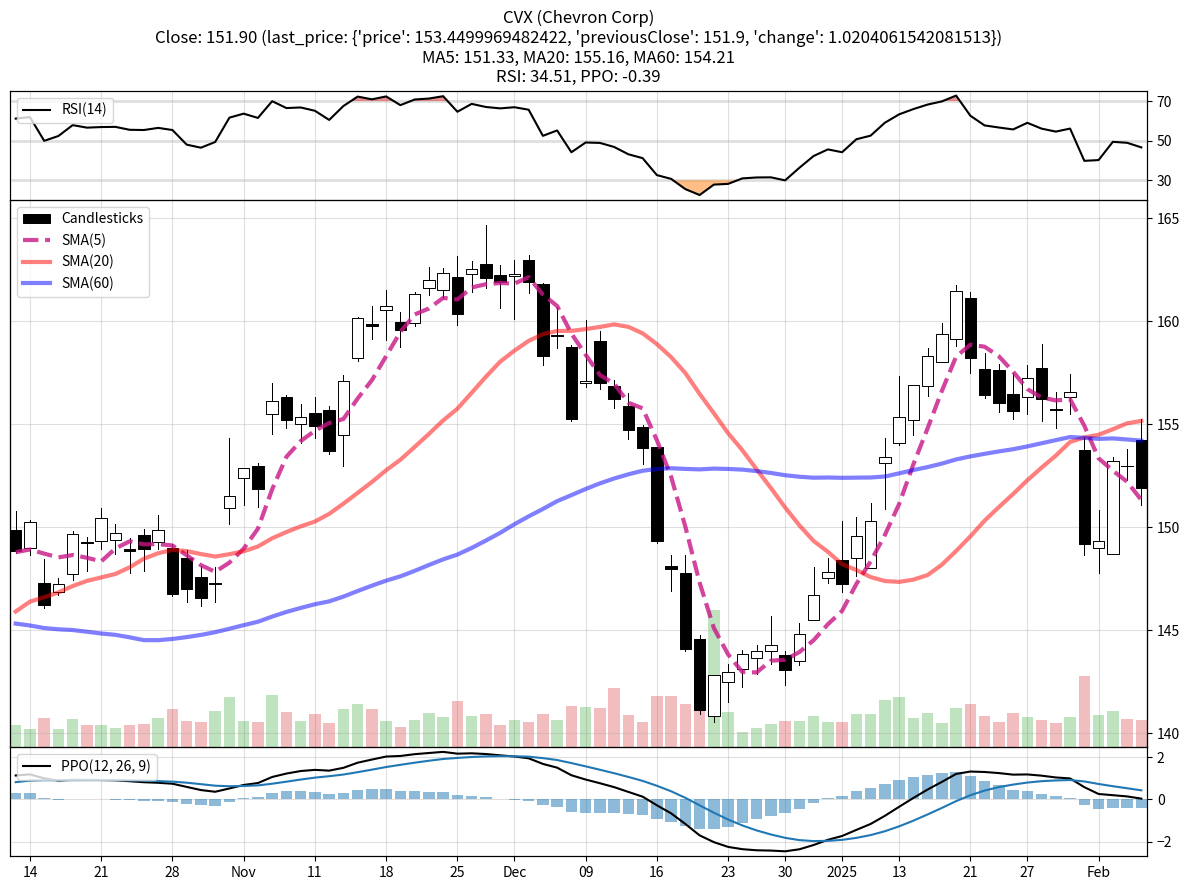 CVX (Chevron Corp)
Close: 151.90 (last_price: {'price': 153.4499969482422, 'previousClose': 151.9, 'change': 1.0204061542081513})
MA5: 151.33, MA20: 155.16, MA60: 154.21
RSI: 34.51, PPO: -0.39
RSI(14)
70
50
30
Candlesticks
SMA(5)
SMA(20)
SMA(60)
165
160
155
150
145
140
PPO(12, 26, 9)
2
0
−2
14 21 28 Nov 11 18 25 Dec 09 16 23 30 2025 13 21 27 Feb